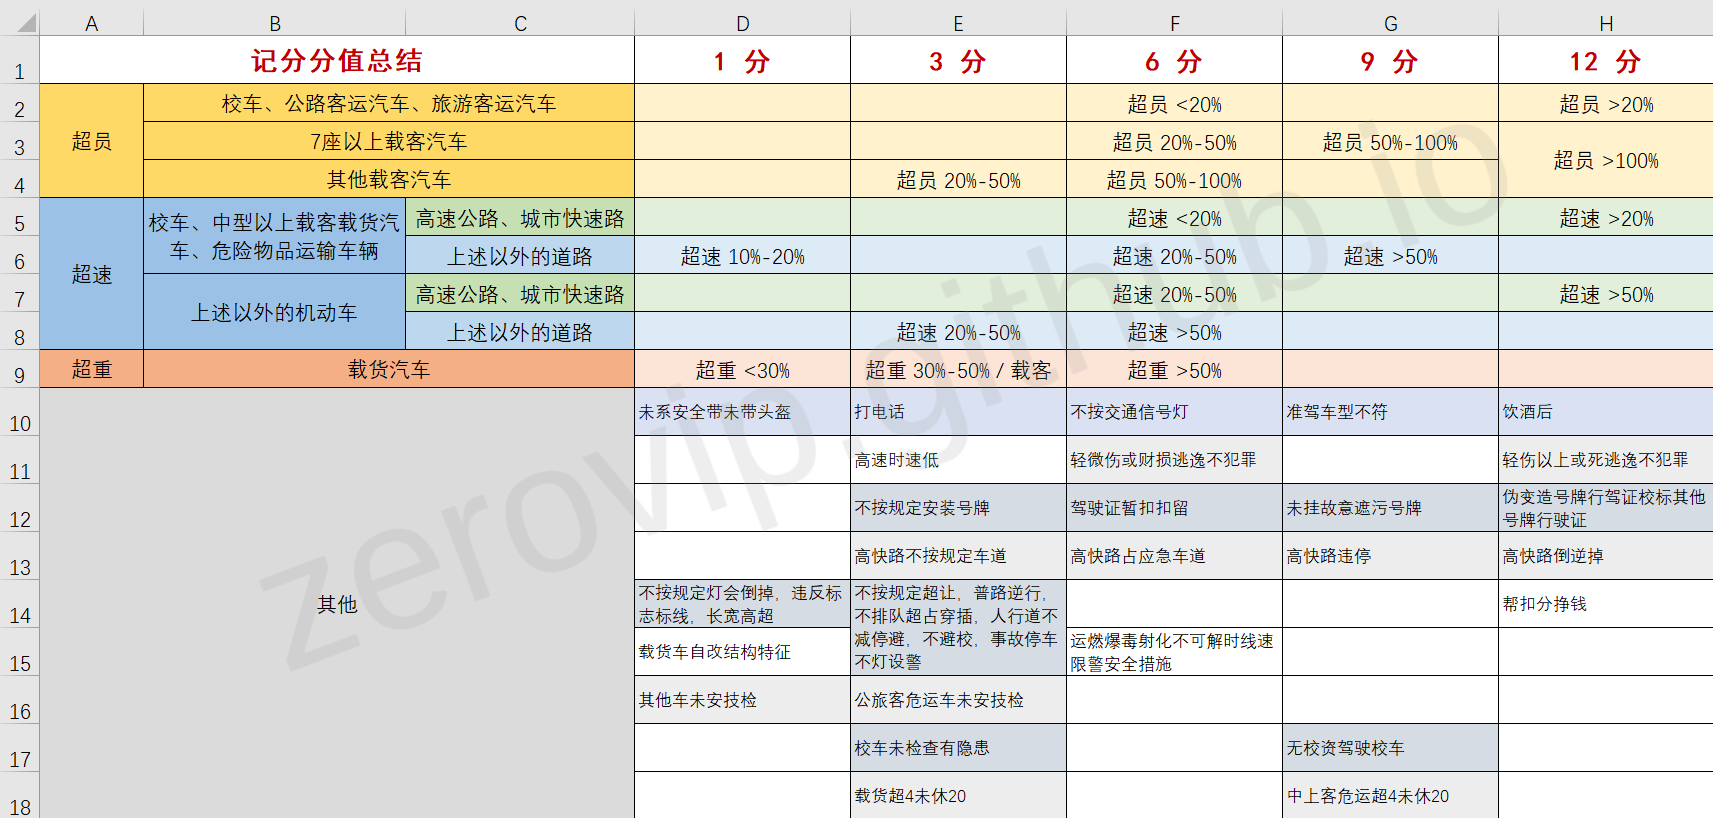 A B C D E F G H
1 记分分值总结 1 分 3 分 6 分 9 分 12 分
2 超员 校车、公路客运汽车、旅游客运汽车 超员 <20% 超员 >20%
3 7座以上载客汽车 超员 20%-50% 超员 50%-100% 超员 >100%
4 其他载客汽车 超员 20%-50% 超员 50%-100%
5 超速 校车、中型以上载客载货汽 高速公路、城市快速路 超速 <20% 超速 >20%
6 车、危险物品运输车辆 上述以外的道路 超速 10%-20% 超速 20%-50% 超速 >50%
7 上述以外的机动车 高速公路、城市快速路 超速 20%-50% 超速 >50%
8 上述以外的道路 超速 20%-50% 超速 >50%
9 超重 载货汽车 超重 <30% 超重 30%-50% / 载客 超重 >50%
10 其他 未系安全带未带头盔 打电话 不按交通信号灯 准驾车型不符 饮酒后
11 高速时速低 轻微伤或财损逃逸不犯罪 轻伤以上或死逃逸不犯罪
12 不按规定安装号牌 驾驶证暂扣扣留 未挂故意遮污号牌 伪变造号牌行驾证校标其他
号牌行驶证
13 高快路不按规定车道 高快路占应急车道 高快路违停 高快路倒逆掉
14 不按规定灯会倒掉，违反标
志标线，长宽高超
不按规定超让，普路逆行，
不排队超占穿插，人行道不
减停避，不避校，事故停车
不灯设警
帮扣分挣钱
15 载货车自改结构特征 运燃爆毒射化不可解时线速
限警安全措施
16 其他车未安技检 公旅客危运车未安技检
17 校车未检查有隐患 无校资驾驶校车
18 载货超4未休20 中上客危运超4未休20
zerovip.github.io